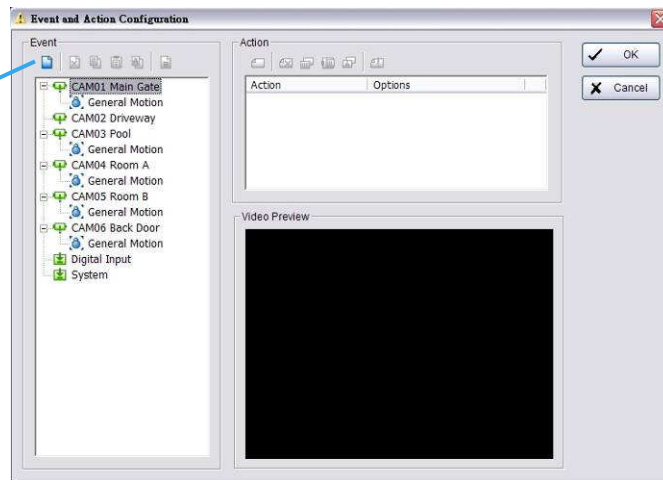 Event and Action Configuration
Event
Action
OK
Cancel
Action Options
CAM01 Main Gate
General Motion
CAM02 Driveway
CAM03 Pool
General Motion
CAM04 Room A
General Motion
CAM05 Room B
General Motion
CAM06 Back Door
General Motion
Digital Input
System
Video Preview